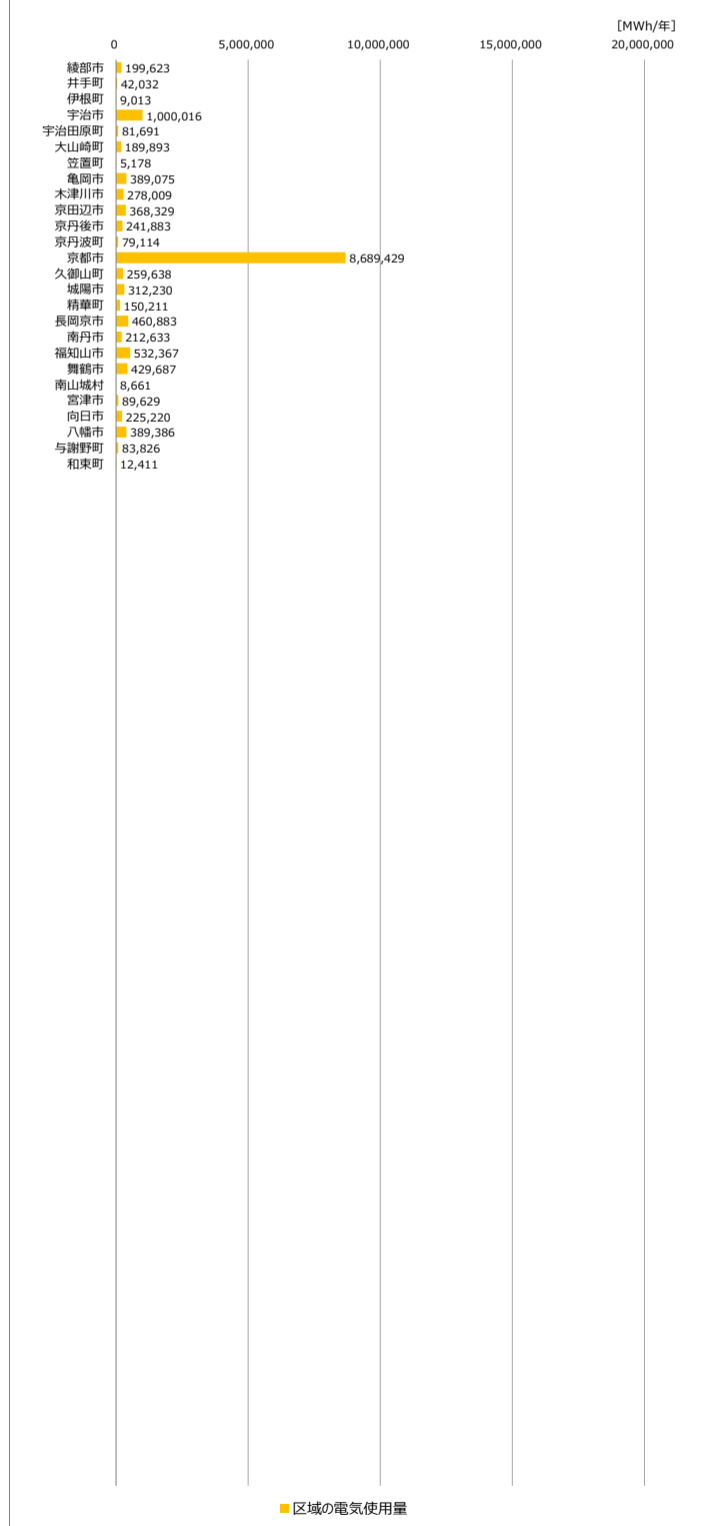 [MWh/年]
0 5,000,000 10,000,000 15,000,000 20,000,000
綾部市 199,623
井手町 42,032
伊根町 9,013
宇治市 1,000,016
宇治田原町 81,691
大山崎町 189,893
笠置町 5,178
亀岡市 389,075
木津川市 278,009
京田辺市 368,329
京丹後市 241,883
京丹波町 79,114
京都市 8,689,429
久御山町 259,638
城陽市 312,230
精華町 150,211
長岡京市 460,883
南丹市 212,633
福知山市 532,367
舞鶴市 429,687
南山城村 8,661
宮津市 89,629
向日市 225,220
八幡市 389,386
与謝野町 83,826
和束町 12,411
区域の電気使用量